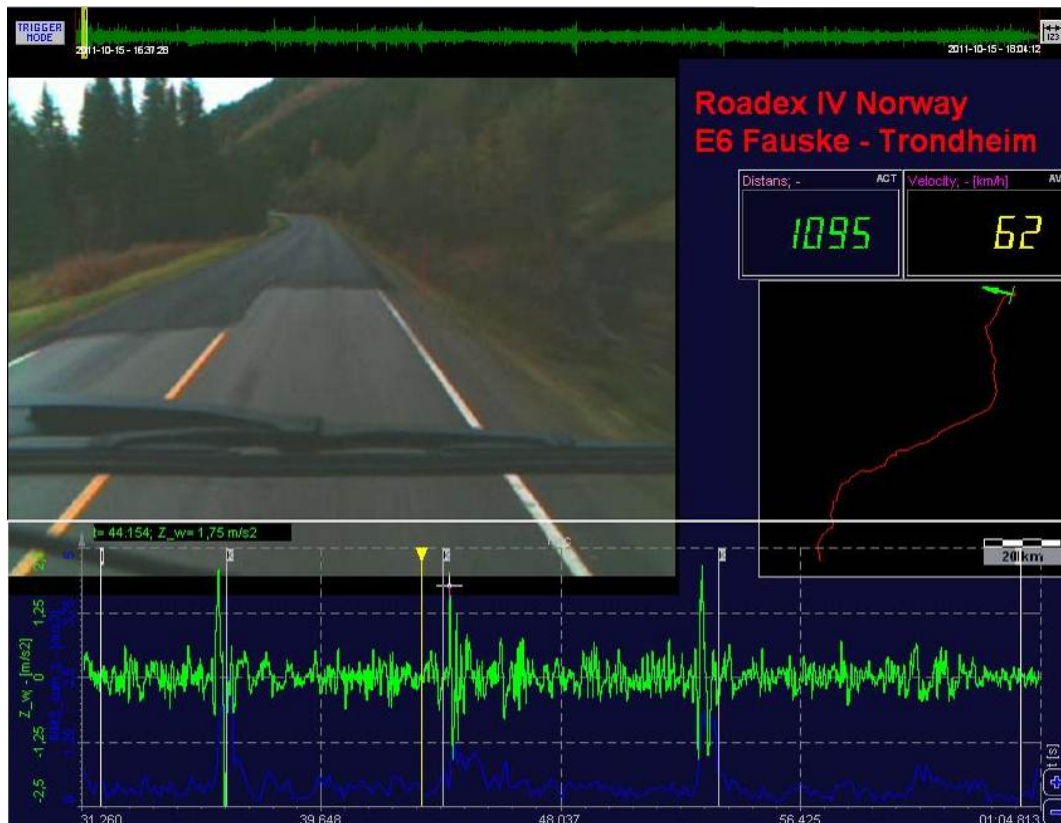 TRIGGER
MODE
2011-10-15 - 16:37:28
2011-10-15 - 18:04:12
123
Roadex IV Norway
E6 Fauske - Trondheim
Distans; -
ACT
Velocity; - [km/h]
AV
1095
62
20 km
t= 44.154; Z_w= 1,75 m/s2
1,25
0
-1,25
-2,5
Z_w, - [m/s2]
t [s]
31.260
39.648
48.037
56.425
01:04.813